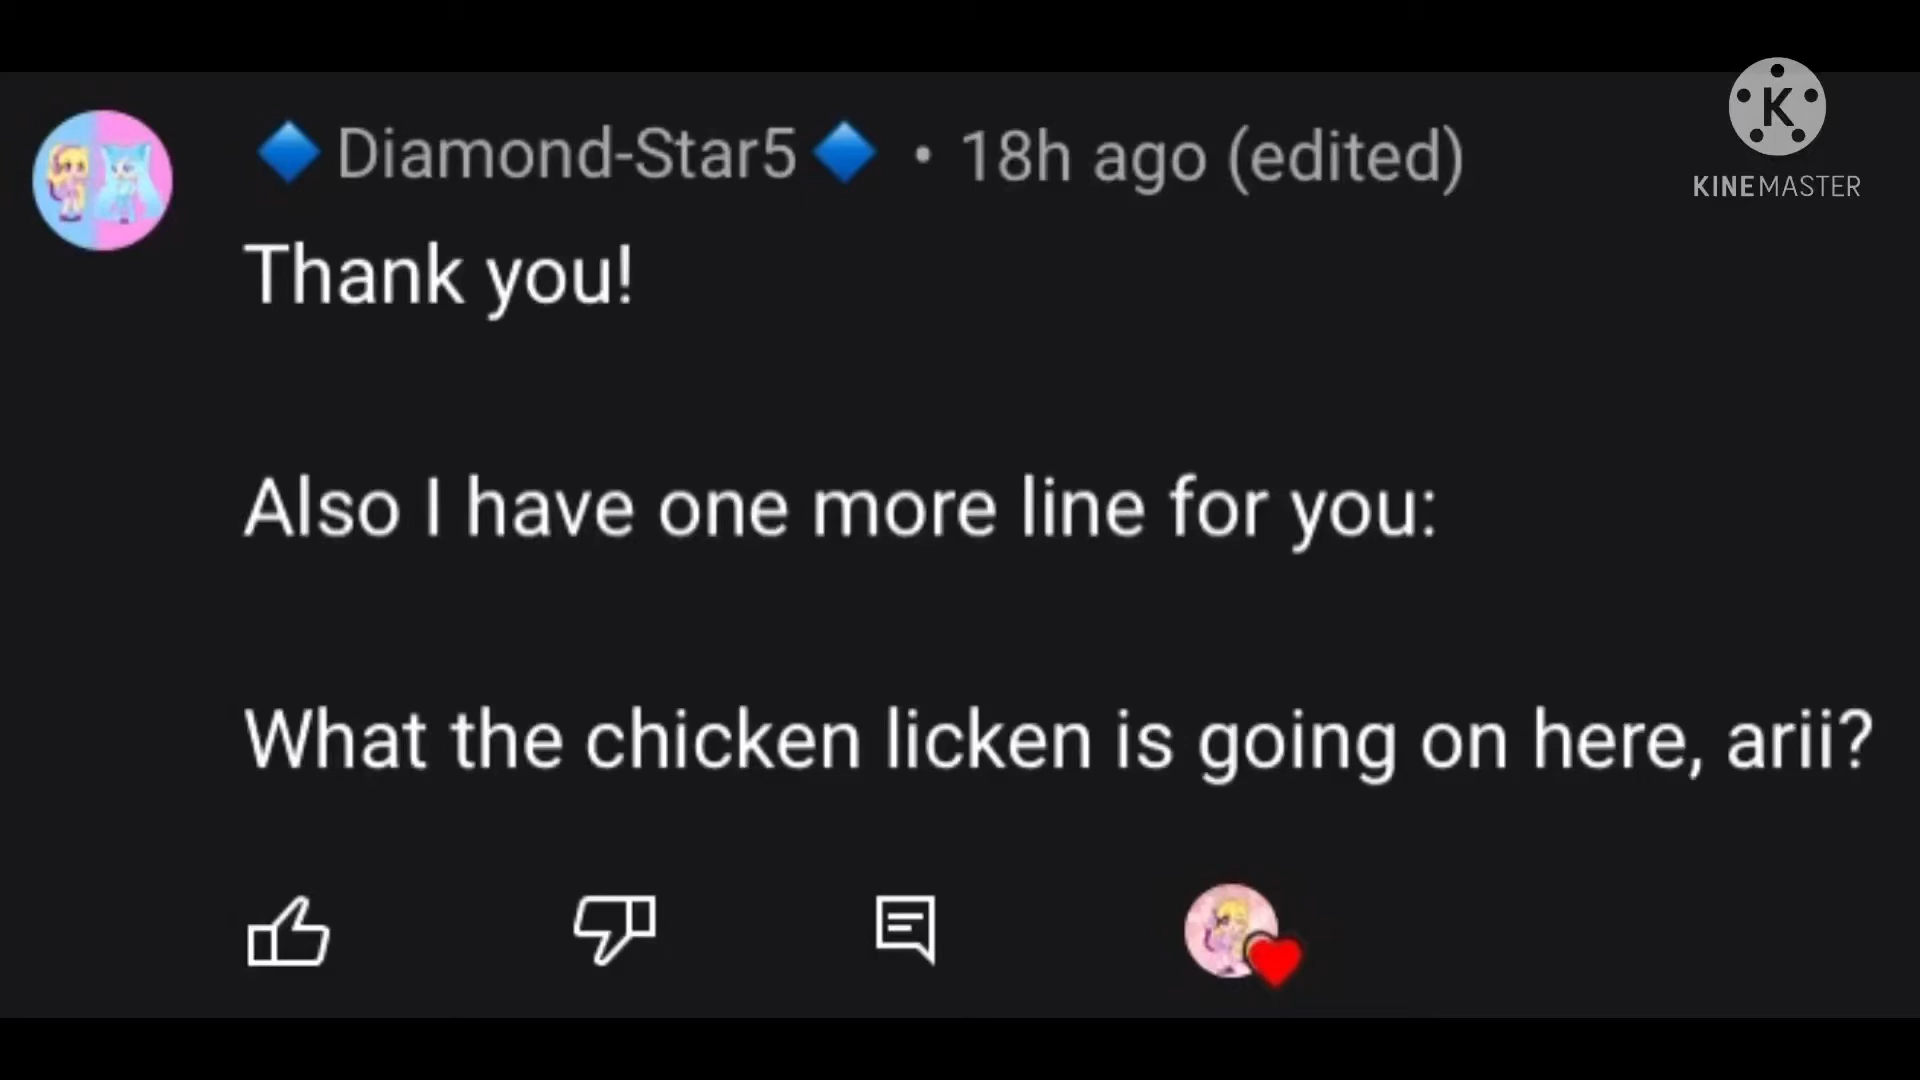 🔷 Diamond-Star5 🔷 • 18h ago (edited)
K
KINEMASTER
Thank you!
Also I have one more line for you:
What the chicken licken is going on here, arii?